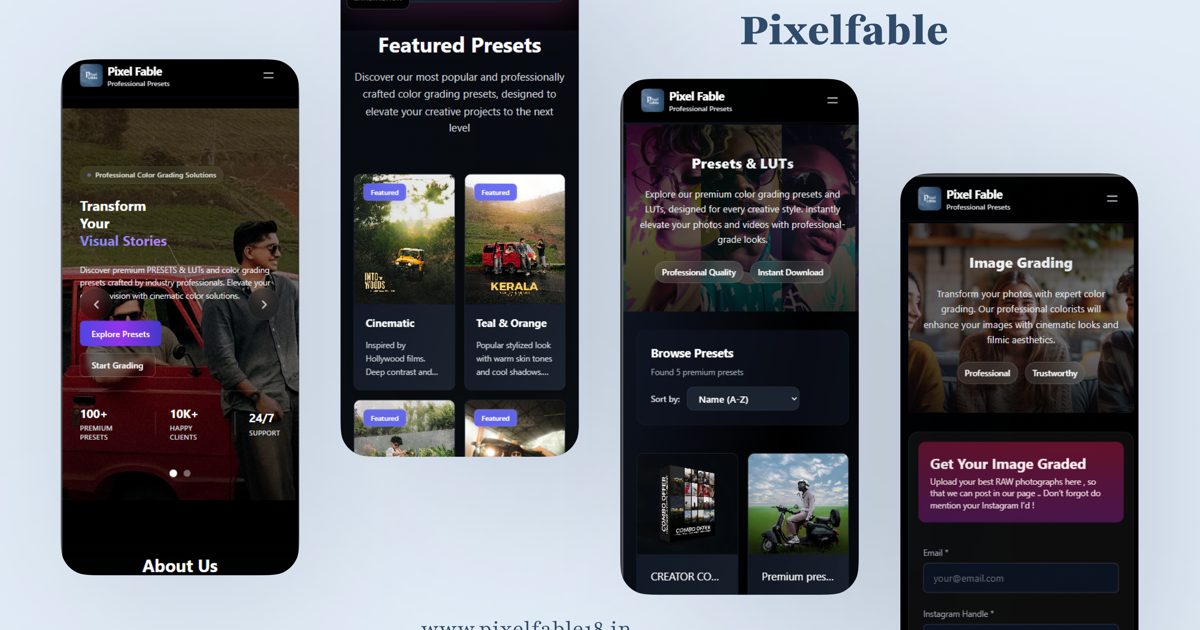 Pixelfable
Pixel Fable
Professional Presets
Professional Color Grading Solutions
Transform
Your
Visual Stories
Discover premium PRESETS & LUTs and color grading
presets crafted by industry professionals. Elevate your
vision with cinematic color solutions.
Explore Presets
Start Grading
100+
PREMIUM
PRESETS
10K+
HAPPY
CLIENTS
24/7
SUPPORT
About Us
Featured Presets
Discover our most popular and professionally
crafted color grading presets, designed to
elevate your creative projects to the next
level
Featured
INTO
WOODS
Cinematic
Inspired by
Hollywood films.
Deep contrast and...
Featured
KERALA
Teal & Orange
Popular stylized look
with warm skin tones
and cool shadows....
Featured
Featured
Pixel Fable
Professional Presets
Presets & LUTs
Explore our premium color grading presets and
LUTs, designed for every creative style. Instantly
elevate your photos and videos with professional-
grade looks.
Professional Quality
Instant Download
Browse Presets
Found 5 premium presets
Sort by:
Name (A-Z)
COMBO OFFER
COMBO OFFER
CREATOR CO...
Premium pres...
Pixel Fable
Professional Presets
Image Grading
Transform your photos with expert color
grading. Our professional colorists will
enhance your images with cinematic looks and
filmic aesthetics.
Professional
Trustworthy
Get Your Image Graded
Upload your best RAW photographs here , so
that we can post in our page .. Don't forgot do
mention your Instagram I'd !
Email *
your@email.com
Instagram Handle *
www.pixelfable18.in